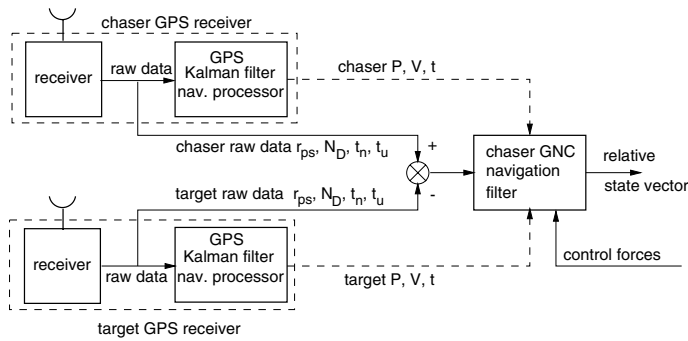 chaser GPS receiver
receiver
raw data
GPS
Kalman filter
nav. processor
chaser P, V, t
chaser raw data r_ps, N_D, t_n, t_u
+
chaser GNC
navigation
filter
relative
state vector
target raw data r_ps, N_D, t_n, t_u
-
receiver
raw data
GPS
Kalman filter
nav. processor
control forces
target P, V, t
target GPS receiver